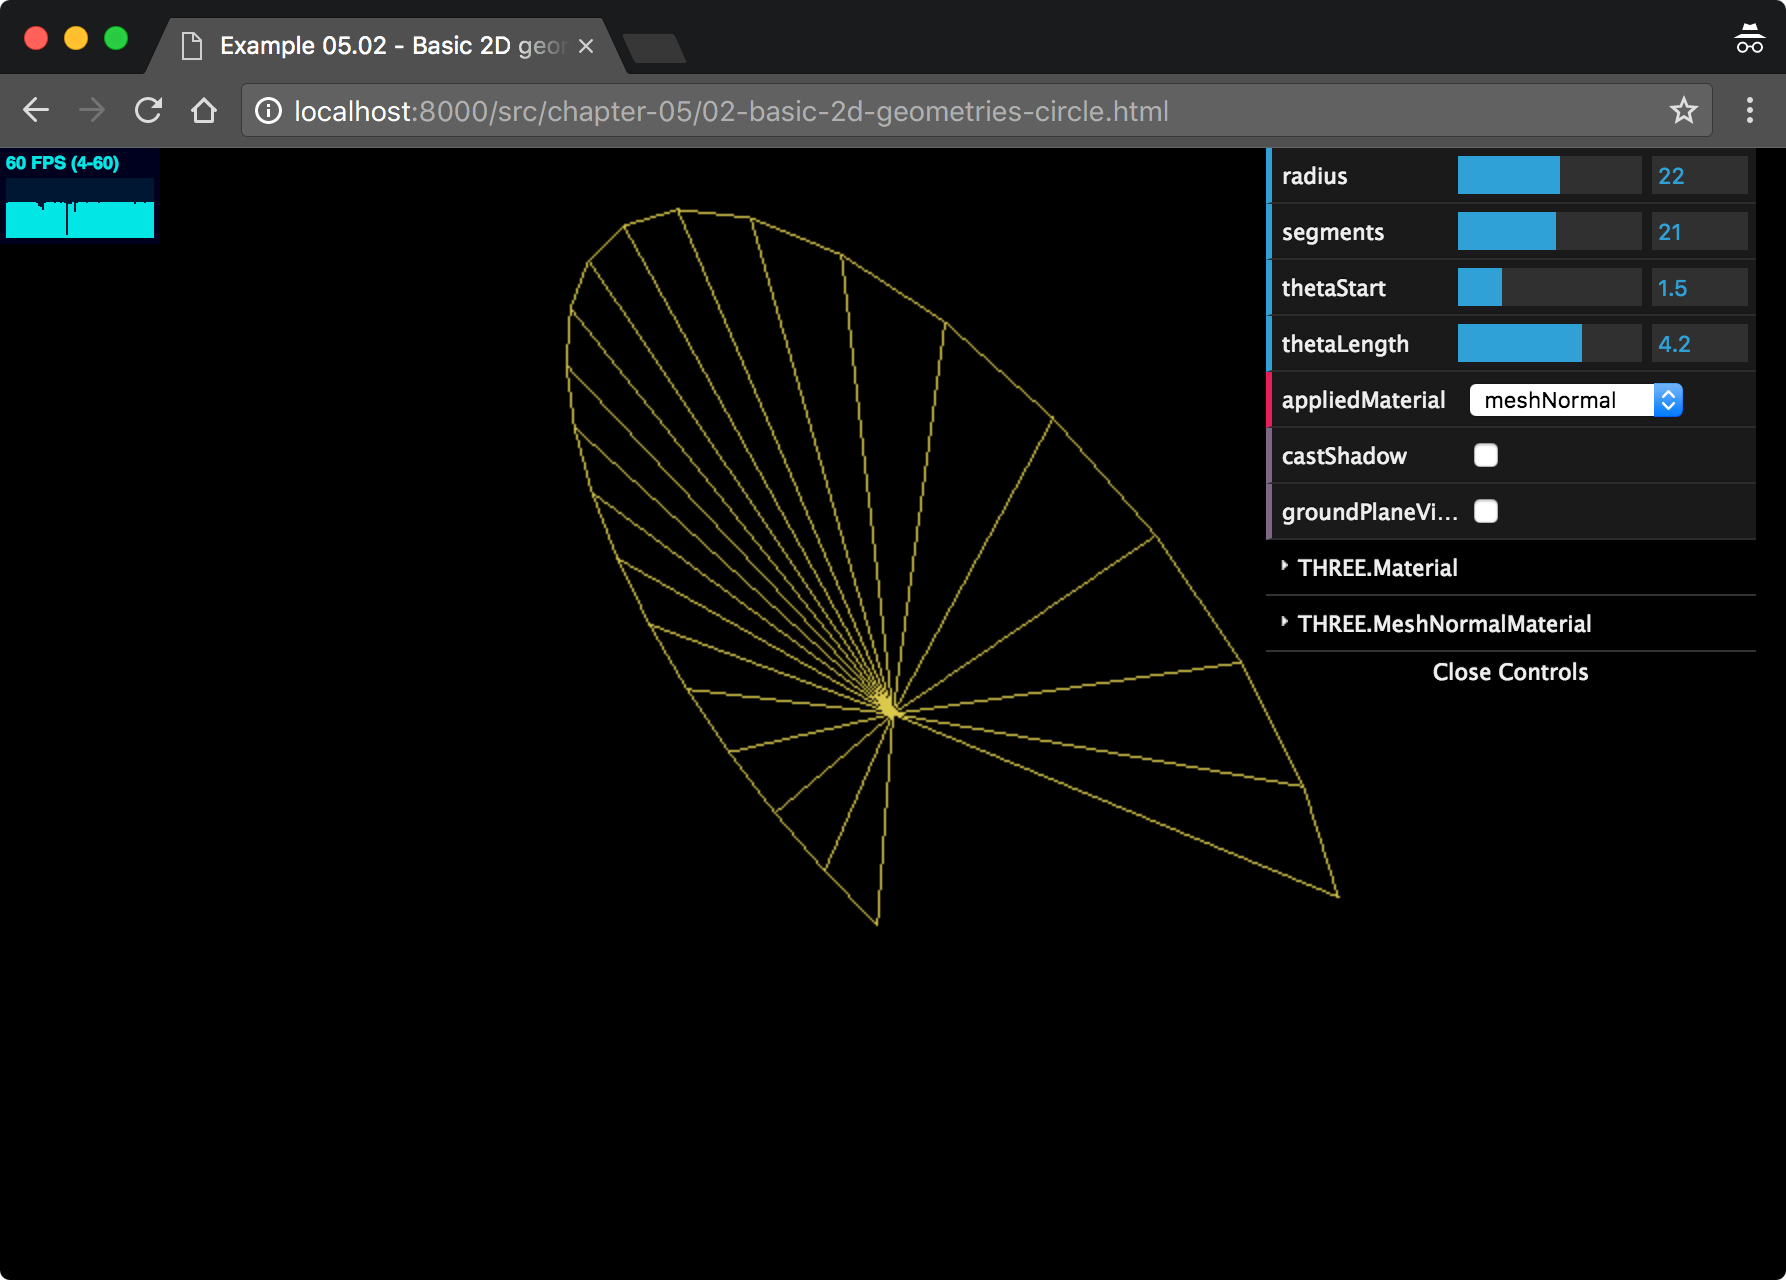 Example 05.02 - Basic 2D geon
localhost:8000/src/chapter-05/02-basic-2d-geometries-circle.html
60 FPS (4-60)
radius 22
segments 21
thetaStart 1.5
thetaLength 4.2
appliedMaterial meshNormal
castShadow
groundPlaneVi...
THREE.Material
THREE.MeshNormalMaterial
Close Controls